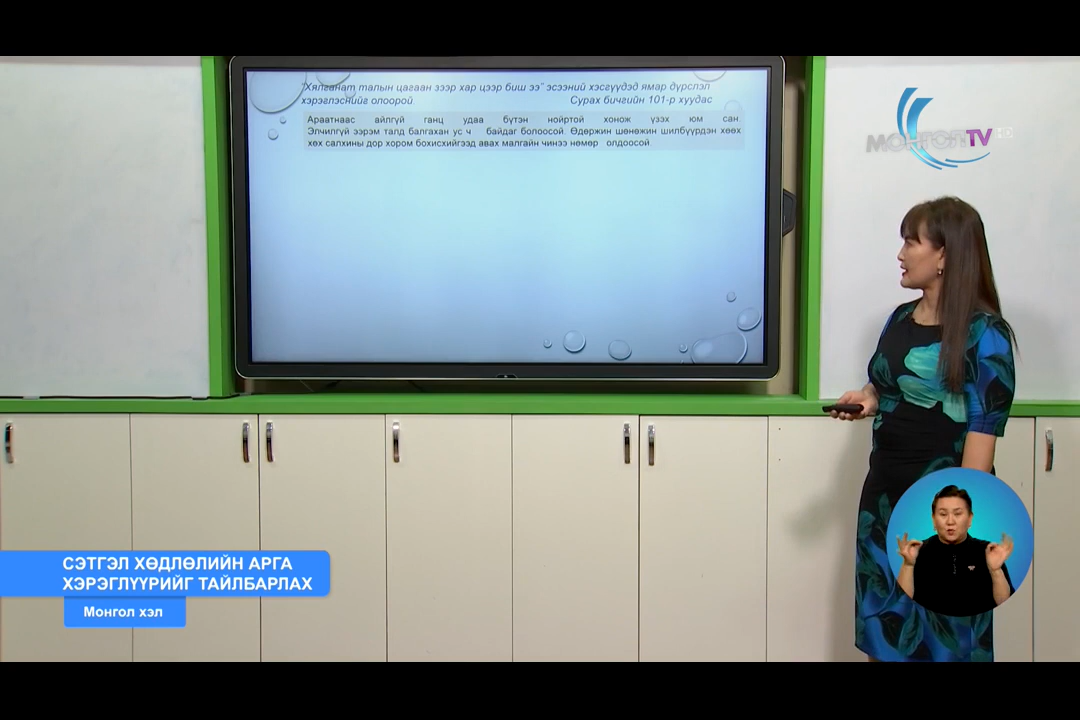 "Хялганат талын цагаан зээр хар цээр биш ээ" эсээний хэсгүүдэд ямар дүрслэл
хэрэглэснийг олоорой. Сурах бичгийн 101-р хуудас
Араатнаас айлгүй ганц удаа бүтэн нойртой хонож үзэх юм сан.
Элчилгүй ээрэм талд балгахан ус ч байдаг болоосой. Өдөржин шөнөжин шилбүүрдэн хөөх
хөх салхины дор хором бохисхийгээд авах малгайн чинээ нөмөр олдоосой.
МОНГОЛ TV HD
СЭТГЭЛ ХӨДЛӨЛИЙН АРГА
ХЭРЭГЛҮҮРИЙГ ТАЙЛБАРЛАХ
Монгол хэл